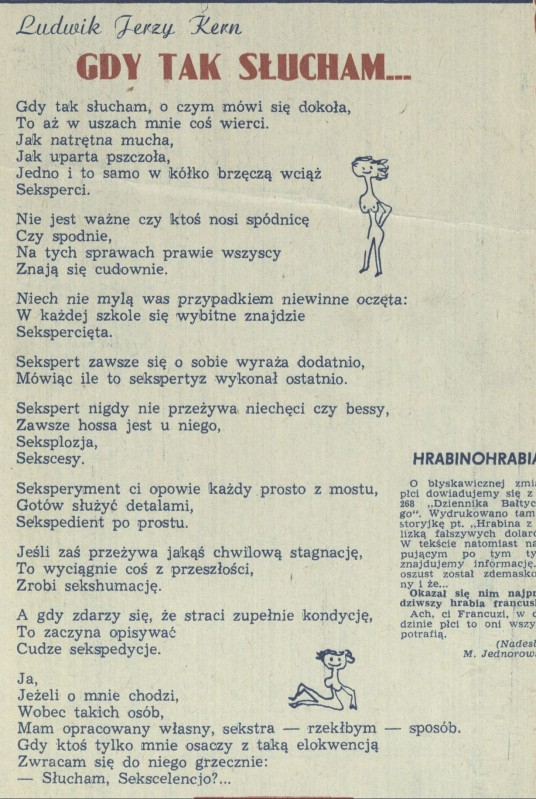 Ludwik Jerzy Kern
GDY TAK SŁUCHAM...
Gdy tak słucham, o czym mówi się dokoła,
To aż w uszach mnie coś wierci.
Jak natrętna mucha,
Jak uparta pszczoła,
Jedno i to samo w kółko brzęczą wciąż
Seksperci.
Nie jest ważne czy ktoś nosi spódnicę
Czy spodnie,
Na tych sprawach prawie wszyscy
Znają się cudownie.
Niech nie mylą was przypadkiem niewinne oczęta:
W każdej szkole się wybitne znajdzie
Sekspercięta.
Sekspert zawsze się o sobie wyraża dodatnio,
Mówiąc ile to sekspertyz wykonał ostatnio.
Sekspert nigdy nie przeżywa niechęci czy bessy,
Zawsze hossa jest u niego,
Seksplozja,
Sekscesy.
Seksperyment ci opowie każdy prosto z mostu,
Gotów służyć detalami,
Sekspedient po prostu.
Jeśli zaś przeżywa jakąś chwilową stagnację,
To wyciągnie coś z przeszłości,
Zrobi sekshumację.
A gdy zdarzy się, że straci zupełnie kondycję,
To zaczyna opisywać
Cudze sekspedycje.
Ja,
Jeżeli o mnie chodzi,
Wobec takich osób,
Mam opracowany własny, sekstra — rzekłbym — sposób.
Gdy ktoś tylko mnie osaczy z taką elokwencją
Zwracam się do niego grzecznie:
— Słucham, Sekscelencjo?...
HRABINOHRABIA
O błyskawicznej zmia
płci dowiadujemy się z
268 „Dziennika Bałtyc
go”. Wydrukowano tam
storyjkę pt. „Hrabina z
lizką fałszywych dolaró
W tekście natomiast na
pującym po tym ty
znajdujemy informację,
oszust został zdemasko
ny i że...
Okazał się nim najpr
dziwszy hrabia francusk
Ach, ci Francuzi, w d
dzinie płci to oni wszy
potrafią.
(Nadesł
M. Jednorow